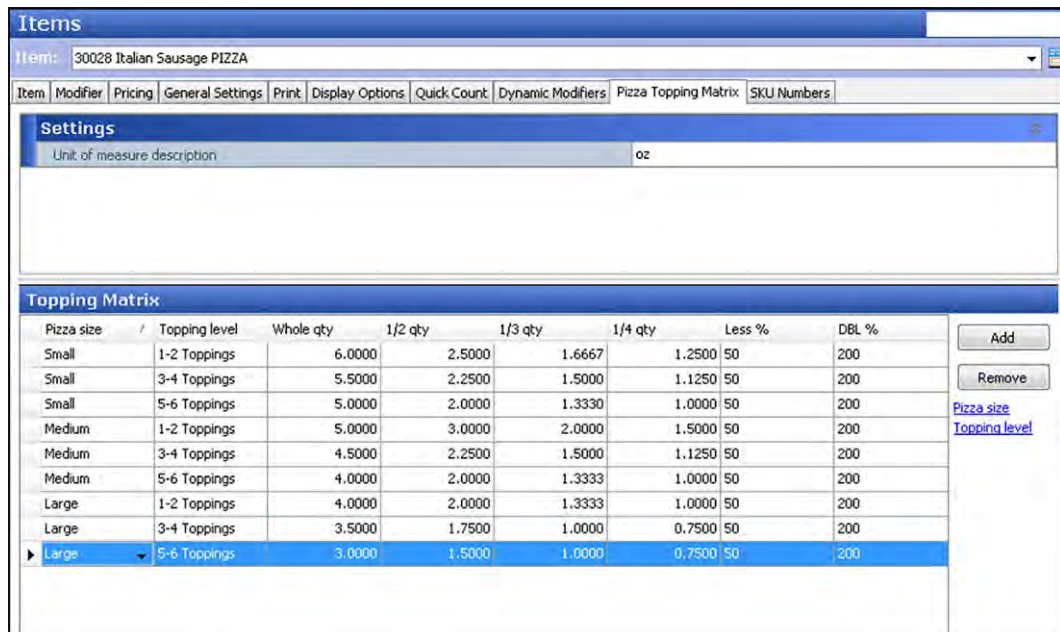 Items
Item: 30028 Italian Sausage PIZZA
Item Modifier Pricing General Settings Print Display Options Quick Count Dynamic Modifiers Pizza Topping Matrix SKU Numbers
Settings
Unit of measure description oz
Topping Matrix
Pizza size / Topping level Whole qty 1/2 qty 1/3 qty 1/4 qty Less % DBL %
Add
Small 1-2 Toppings 6.0000 2.5000 1.6667 1.2500 50 200
Small 3-4 Toppings 5.5000 2.2500 1.5000 1.1250 50 200
Remove
Small 5-6 Toppings 5.0000 2.0000 1.3330 1.0000 50 200
Pizza size
Medium 1-2 Toppings 5.0000 3.0000 2.0000 1.5000 50 200
Topping level
Medium 3-4 Toppings 4.5000 2.2500 1.5000 1.1250 50 200
Medium 5-6 Toppings 4.0000 2.0000 1.3333 1.0000 50 200
Large 1-2 Toppings 4.0000 2.0000 1.3333 1.0000 50 200
Large 3-4 Toppings 3.5000 1.7500 1.0000 0.7500 50 200
Large 5-6 Toppings 3.0000 1.5000 1.0000 0.7500 50 200